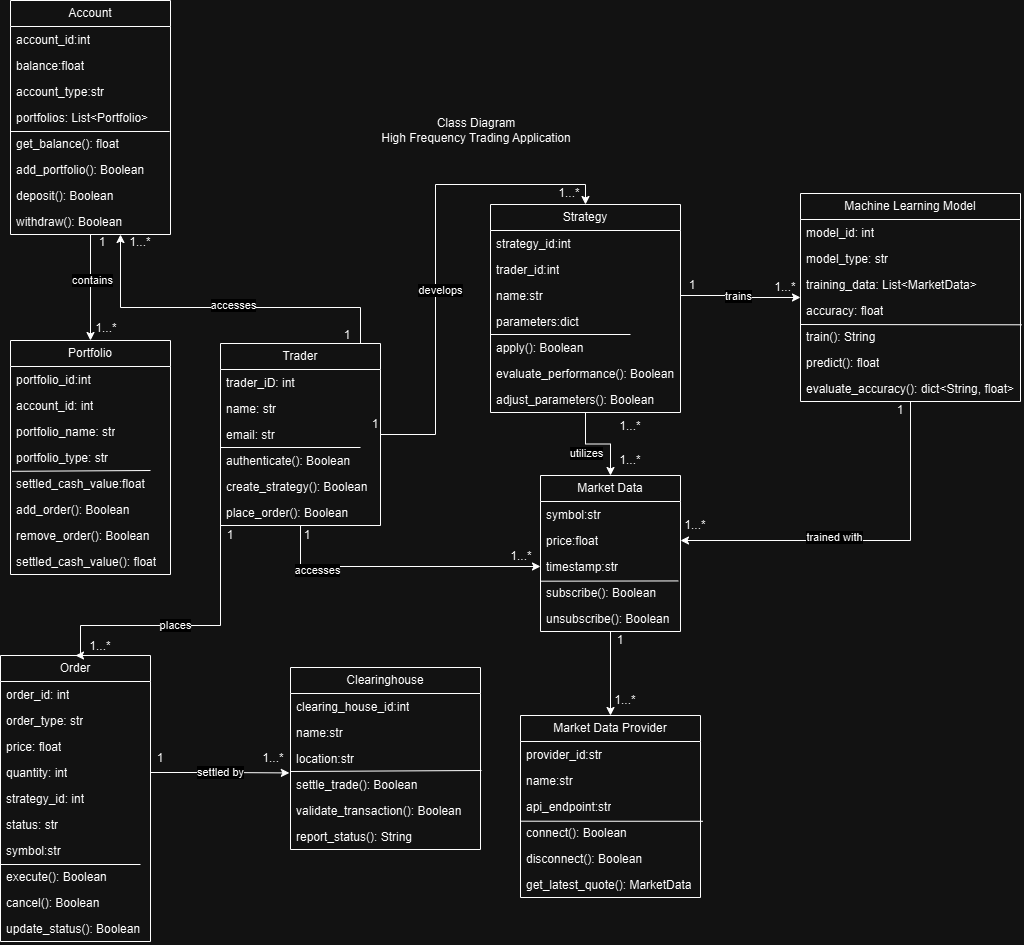 Account
account_id:int
balance:float
account_type:str
portfolios: List<Portfolio>
get_balance(): float
add_portfolio(): Boolean
deposit(): Boolean
withdraw(): Boolean
1
1...*
contains
1...*
accesses
1
Class Diagram
High Frequency Trading Application
Portfolio
portfolio_id:int
account_id: int
portfolio_name: str
portfolio_type: str
settled_cash_value:float
add_order(): Boolean
remove_order(): Boolean
settled_cash_value(): float
Trader
trader_iD: int
name: str
email: str
authenticate(): Boolean
create_strategy(): Boolean
place_order(): Boolean
1
develops
1...*
Strategy
strategy_id:int
trader_id:int
name:str
parameters:dict
apply(): Boolean
evaluate_performance(): Boolean
adjust_parameters(): Boolean
1
trains
1...*
Machine Learning Model
model_id: int
model_type: str
training_data: List<MarketData>
accuracy: float
train(): String
predict(): float
evaluate_accuracy(): dict<String, float>
1
trained with
1...*
1...*
utilizes
1...*
Market Data
symbol:str
price:float
timestamp:str
subscribe(): Boolean
unsubscribe(): Boolean
1
accesses
1...*
1
places
1...*
Order
order_id: int
order_type: str
price: float
quantity: int
strategy_id: int
status: str
symbol:str
execute(): Boolean
cancel(): Boolean
update_status(): Boolean
1
settled by
1...*
Clearinghouse
clearing_house_id:int
name:str
location:str
settle_trade(): Boolean
validate_transaction(): Boolean
report_status(): String
1
1...*
Market Data Provider
provider_id:str
name:str
api_endpoint:str
connect(): Boolean
disconnect(): Boolean
get_latest_quote(): MarketData